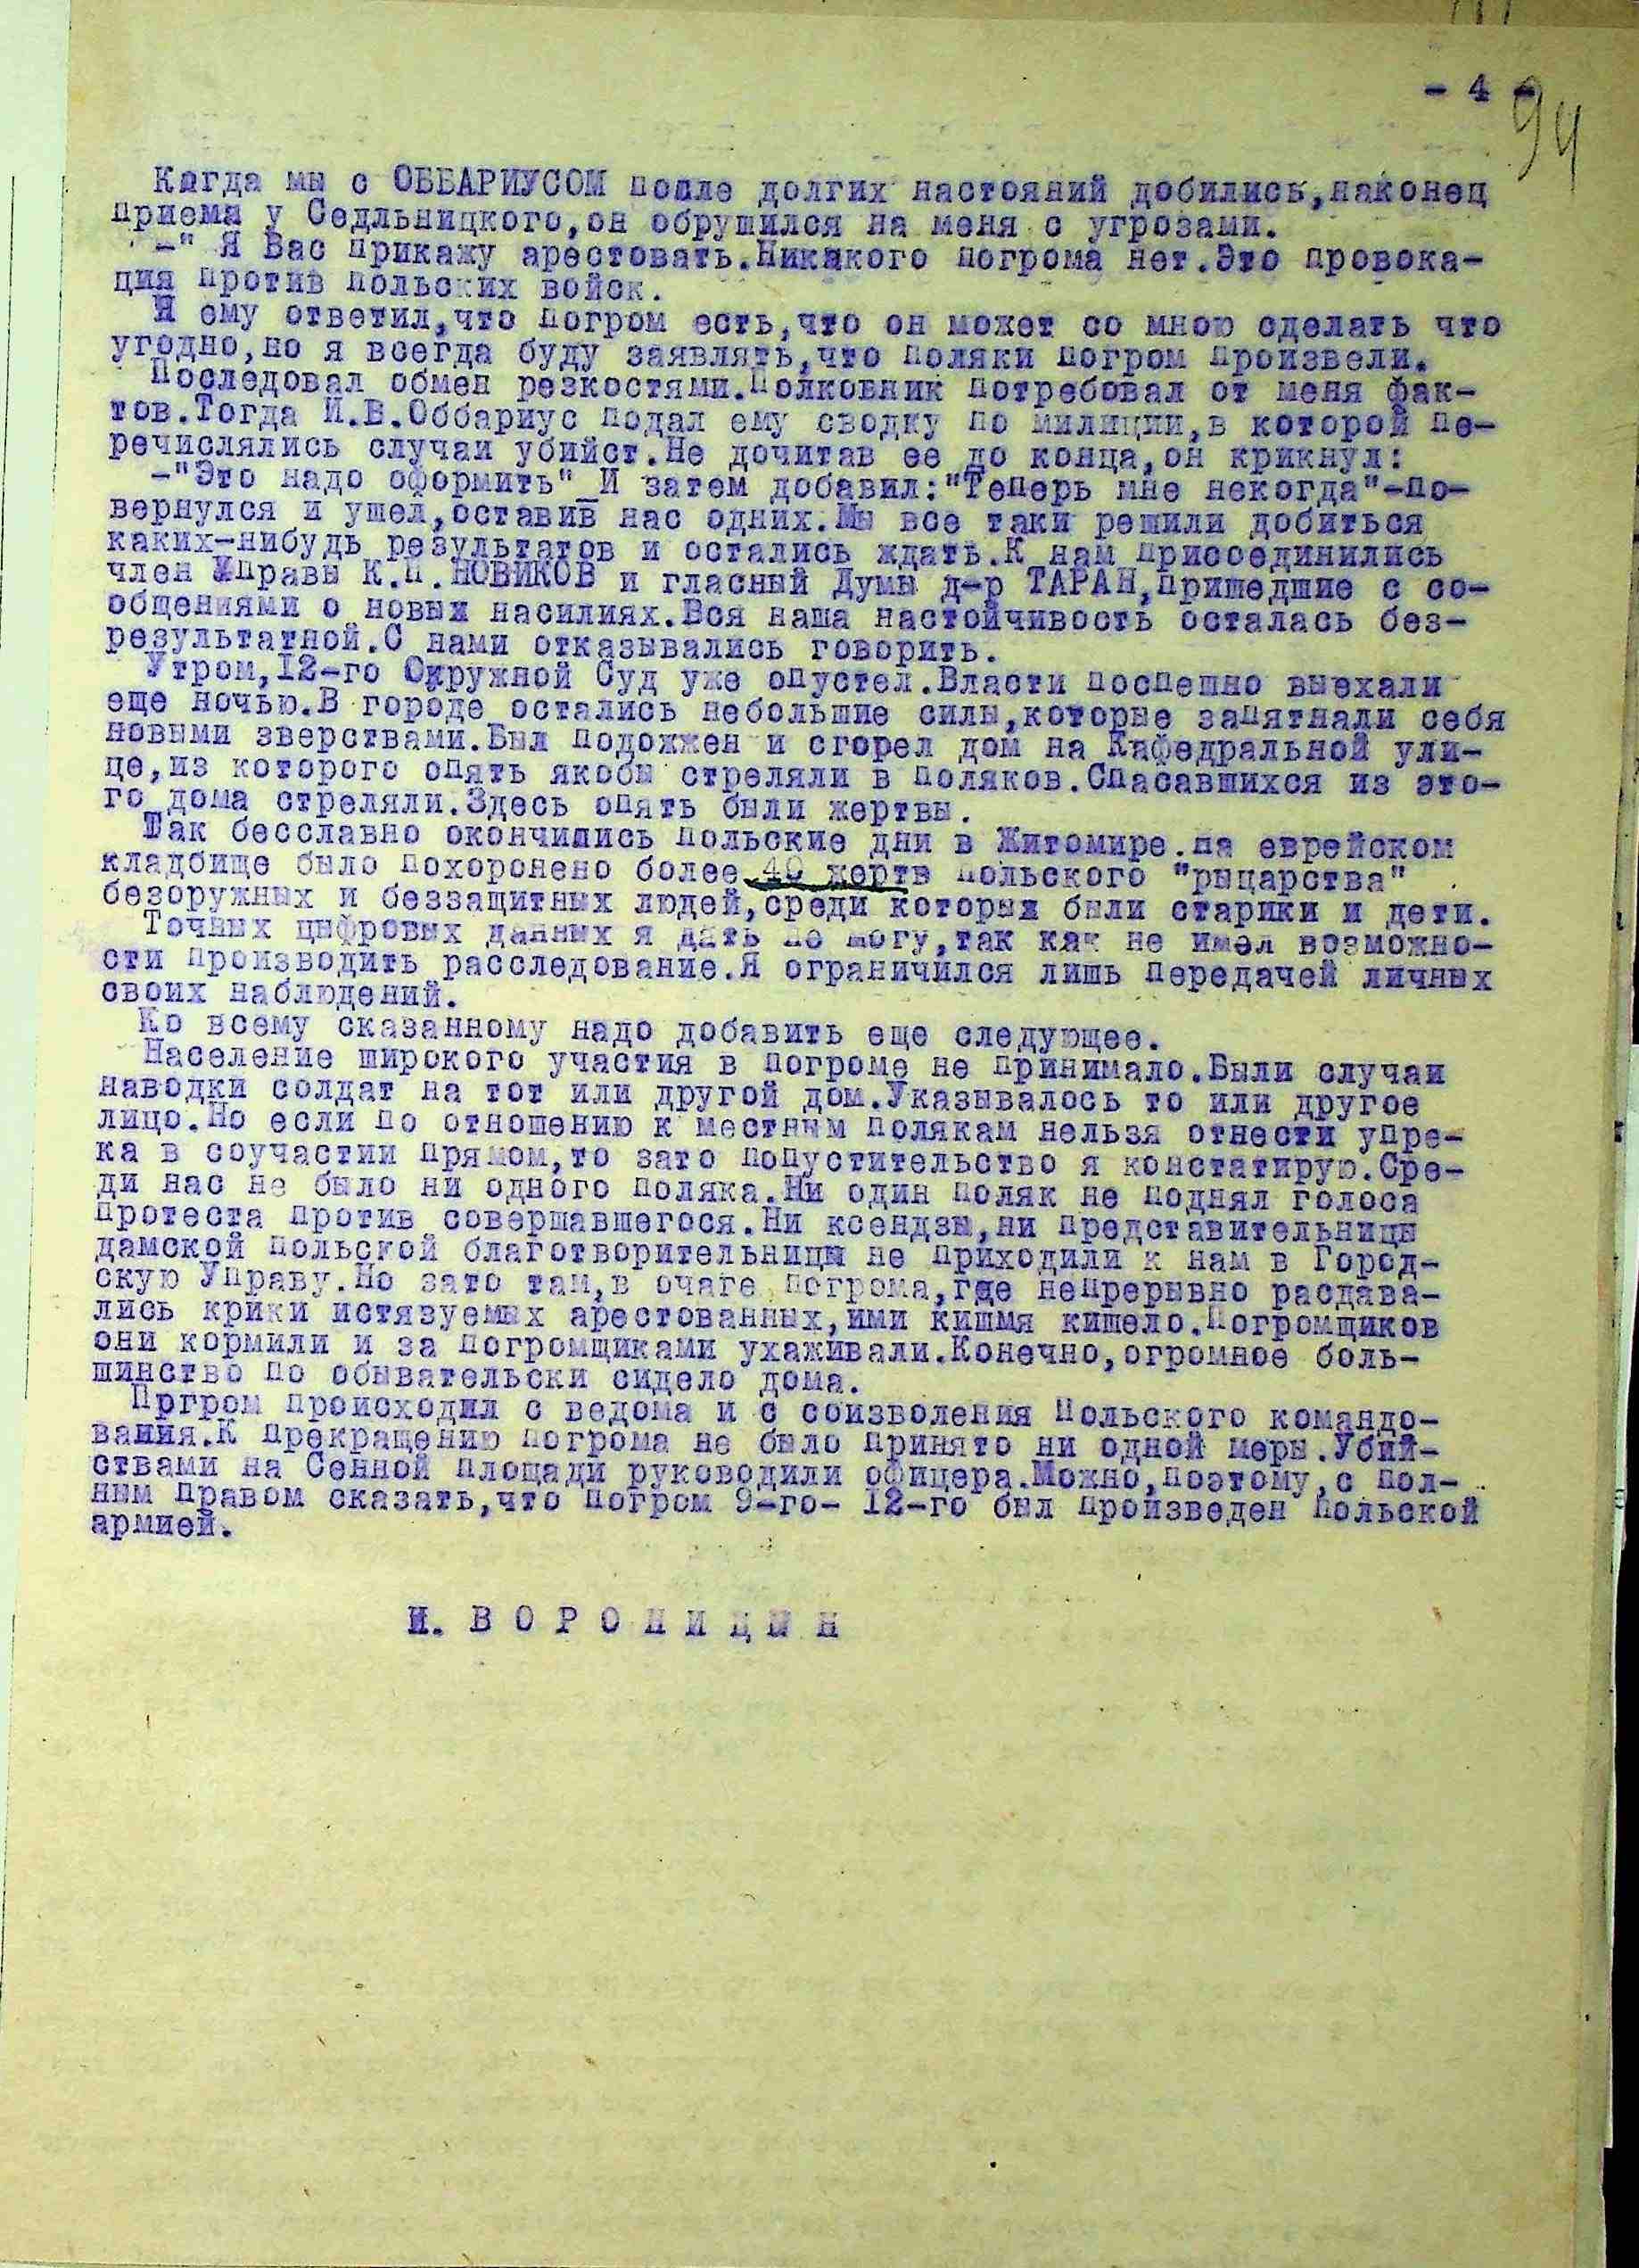 - 4 -
94
Когда мы с ОББАРИУСОМ после долгих настояний добились,наконец
приема у Седльницкого,он обрушился на меня с угрозами.
-" Я Вас прикажу арестовать.Никакого погрома нет.Это провока-
ция против польских войск.
Я ему ответил,что погром есть,что он может со мною сделать что
угодно,но я всегда буду заявлять,что поляки погром произвели.
Последовал обмен резкостями.Полковник потребовал от меня фак-
тов.Тогда И.В.Оббариус подал ему сводку по милиции,в которой пе-
речислялись случаи убийст.Не дочитав ее до конца,он крикнул:
-"Это надо оформить"_И затем добавил:"Теперь мне некогда"-по-
вернулся и ушел,оставив нас одних.Мы все таки решили добиться
каких-нибудь результатов и остались ждать.К нам присоединились
член Управы К.П.НОВИКОВ и гласный Думы д-р ТАРАН,пришедшие с со-
общениями о новых насилиях.Вся наша настойчивость осталась без-
результатной.С нами отказывались говорить.
Утром,12-го Окружной Суд уже опустел.Власти поспешно выехали
еще ночью.В городе остались небольшие силы,которые запятнали себя
новыми зверствами.Был подожжен и сгорел дом на Кафедральной ули-
це,из которого опять якобы стреляли в поляков.Спасавшихся из это-
го дома стреляли.Здесь опять были жертвы.
Так бесславно окончились польские дни в Житомире.На еврейском
кладбище было похоронено более 40 жертв польского "рыцарства"
безоружных и беззащитных людей,среди которых были старики и дети.
Точных цифровых данных я дать не могу,так как не имел возможно-
сти производить расследование.Я ограничился лишь передачей личных
своих наблюдений.
Ко всему сказанному надо добавить еще следующее.
Население широкого участия в погроме не принимало.Были случаи
наводки солдат на тот или другой дом.Указывалось то или другое
лицо.Но если по отношению к местным полякам нельзя отнести упре-
ка в соучастии прямом,то зато попустительство я констатирую.Сре-
ди нас не было ни одного поляка.Ни один поляк не поднял голоса
протеста против совершавшегося.Ни ксендзы,ни представительницы
дамской польской благотворительницы не приходили к нам в Город-
скую Управу.Но зато там,в очаге погрома,где непрерывно раздава-
лись крики истязуемых арестованных,ими кишмя кишело.Погромщиков
они кормили и за погромщиками ухаживали.Конечно,огромное боль-
шинство по обывательски сидело дома.
Пргром происходил с ведома и с соизволения Польского командо-
вания.К прекращению погрома не было принято ни одной меры.Убий-
ствами на Сенной площади руководили офицера.Можно,поэтому,с пол-
ным правом сказать,что погром 9-го- 12-го был произведен Польской
армией.
И. В О Р О Н И Ц Ы Н